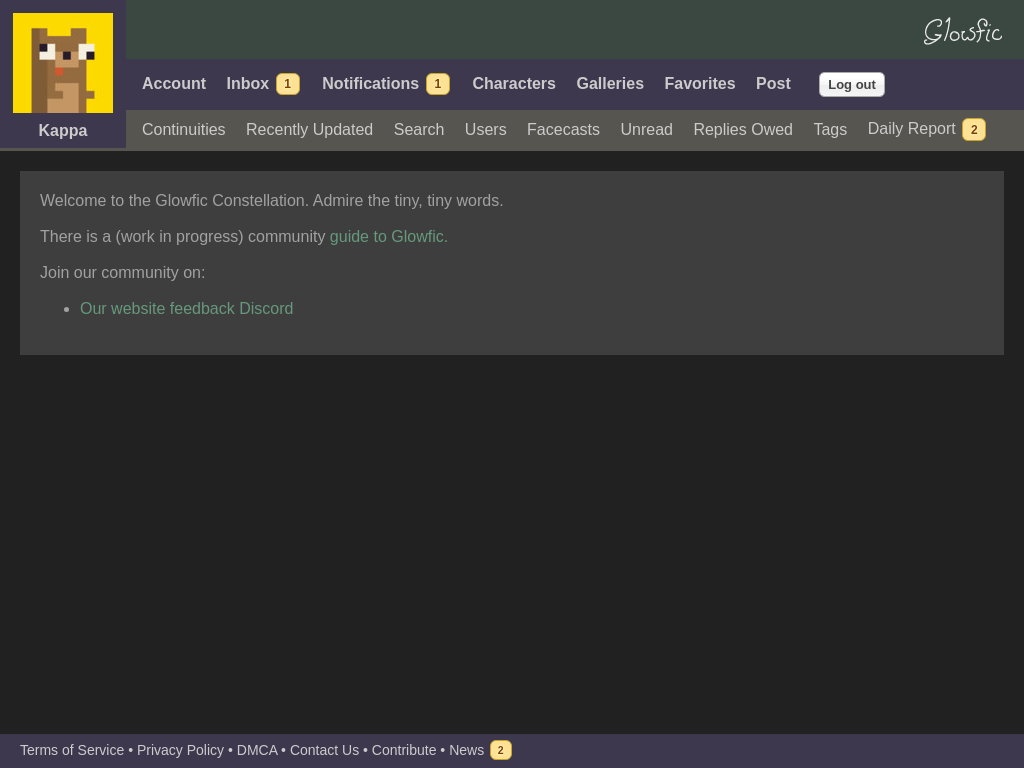 Glowfic
Account Inbox 1 Notifications 1 Characters Galleries Favorites Post Log out
Kappa
Continuities Recently Updated Search Users Facecasts Unread Replies Owed Tags Daily Report 2
Welcome to the Glowfic Constellation. Admire the tiny, tiny words.
There is a (work in progress) community guide to Glowfic.
Join our community on:
• Our website feedback Discord
Terms of Service • Privacy Policy • DMCA • Contact Us • Contribute • News 2